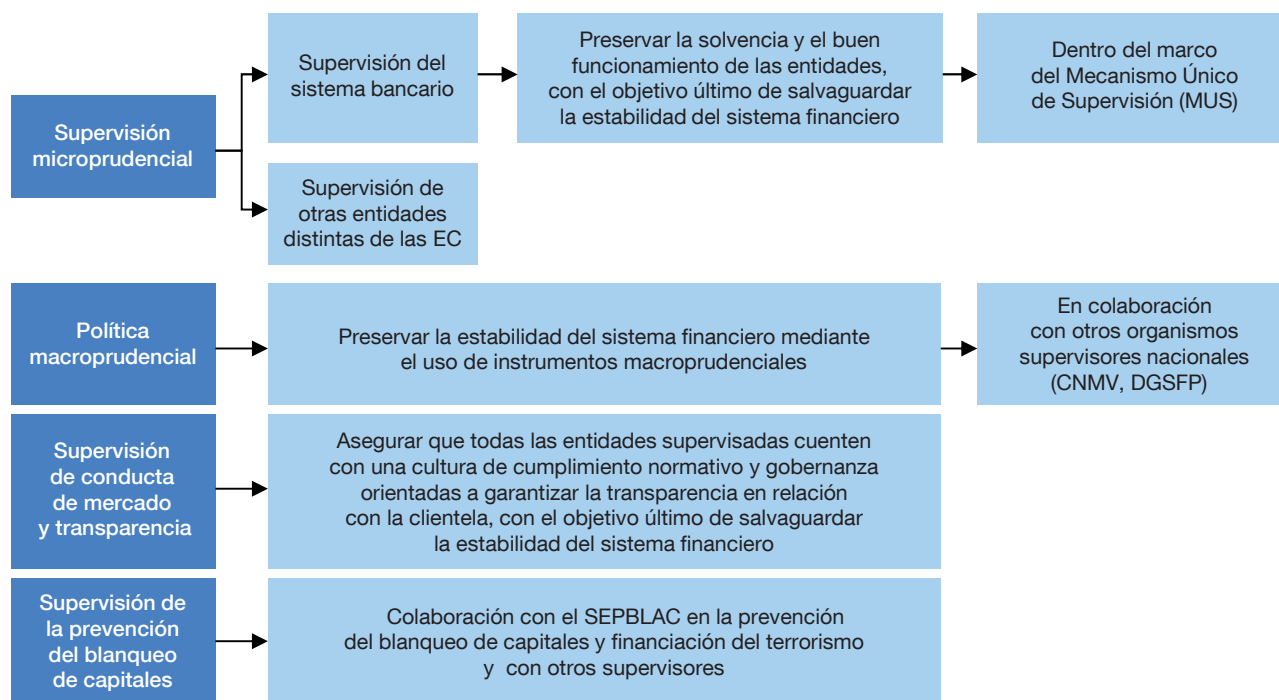 Supervisión
microprudencial
Supervisión del
sistema bancario
Preservar la solvencia y el buen
funcionamiento de las entidades,
con el objetivo último de salvaguardar
la estabilidad del sistema financiero
Dentro del marco
del Mecanismo Único
de Supervisión (MUS)
Supervisión de
otras entidades
distintas de las EC
Política
macroprudencial
Preservar la estabilidad del sistema financiero mediante
el uso de instrumentos macroprudenciales
En colaboración
con otros organismos
supervisores nacionales
(CNMV, DGSFP)
Supervisión
de conducta
de mercado
y transparencia
Asegurar que todas las entidades supervisadas cuenten
con una cultura de cumplimiento normativo y gobernanza
orientadas a garantizar la transparencia en relación
con la clientela, con el objetivo último de salvaguardar
la estabilidad del sistema financiero
Supervisión de
la prevención
del blanqueo
de capitales
Colaboración con el SEPBLAC en la prevención
del blanqueo de capitales y financiación del terrorismo
y con otros supervisores